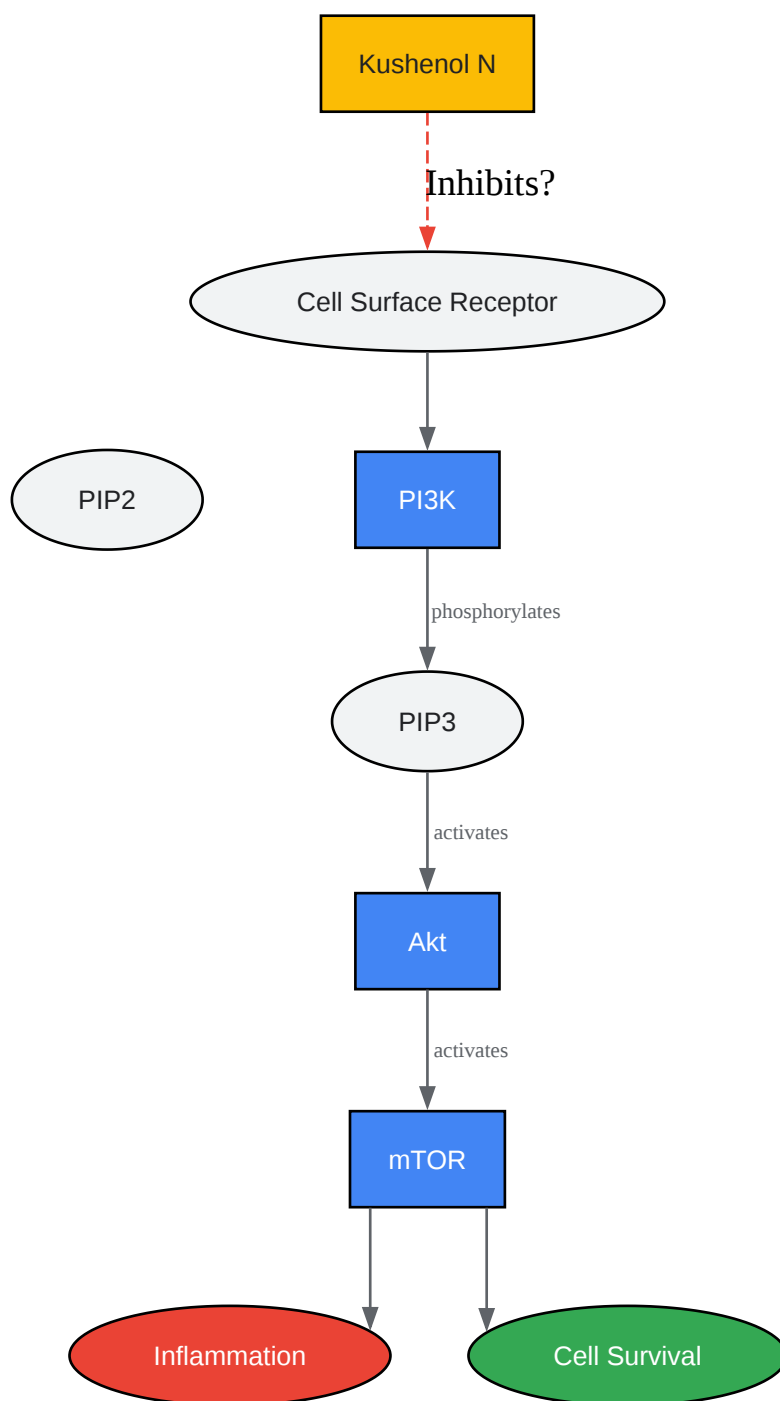 Kushenol N
Inhibits?
Cell Surface Receptor
PIP2
PI3K
phosphorylates
PIP3
activates
Akt
activates
mTOR
Inflammation
Cell Survival